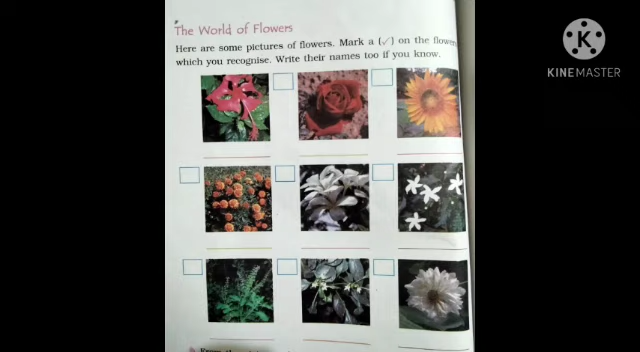 The World of Flowers
Here are some pictures of flowers. Mark a (✓) on the flowers
which you recognise. Write their names too if you know.
K
KINEMASTER